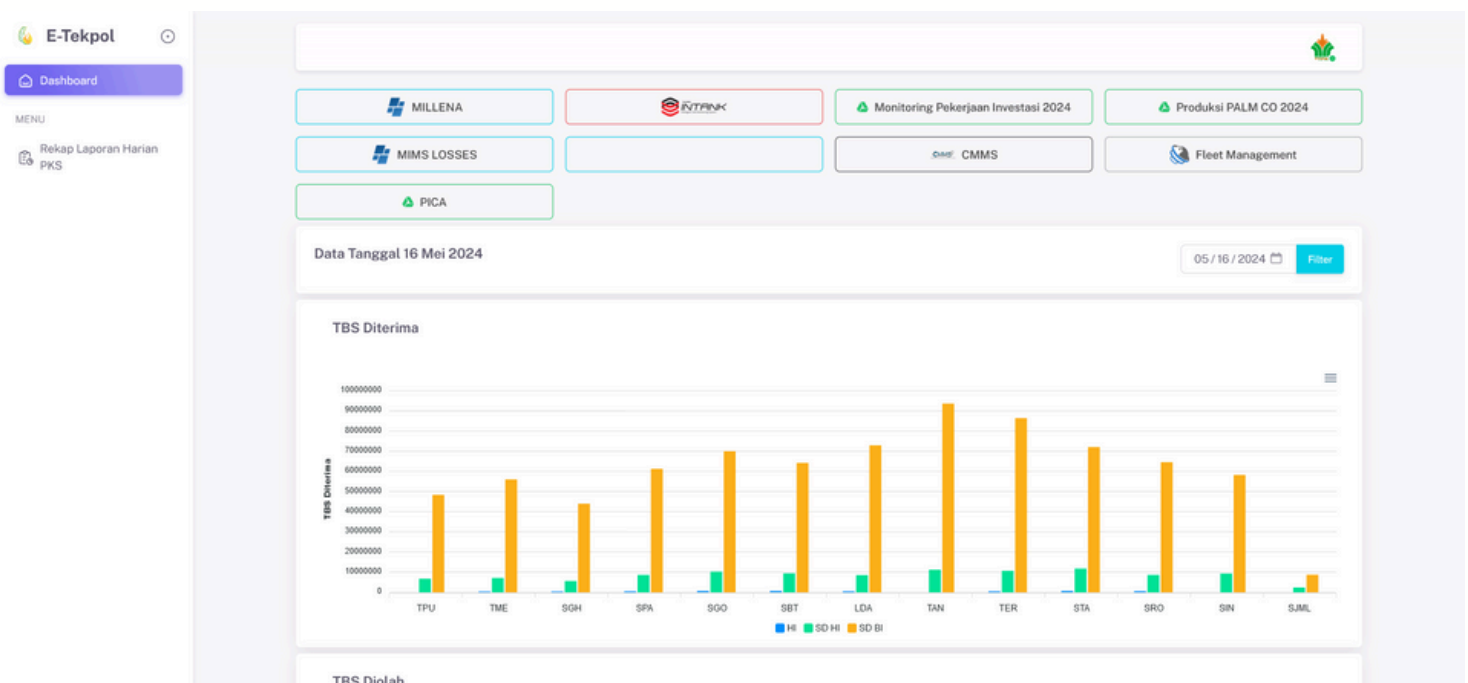 E-Tekpol
Dashboard
MENU
Rekap Laporan Harian
PKS
MILLENA
INTANK
Monitoring Pekerjaan Investasi 2024
Produksi PALM CO 2024
MIMS LOSSES
CMMS
Fleet Management
PICA
Data Tanggal 16 Mei 2024
05/16/2024
Filter
TBS Diterima
TBS Diterima
100000000
90000000
80000000
70000000
60000000
50000000
40000000
30000000
20000000
10000000
0
TPU TME SGH SPA SGO SBT LDA TAN TER STA SRO SIN SJML
HI SD HI SD BI
TBS Diolah